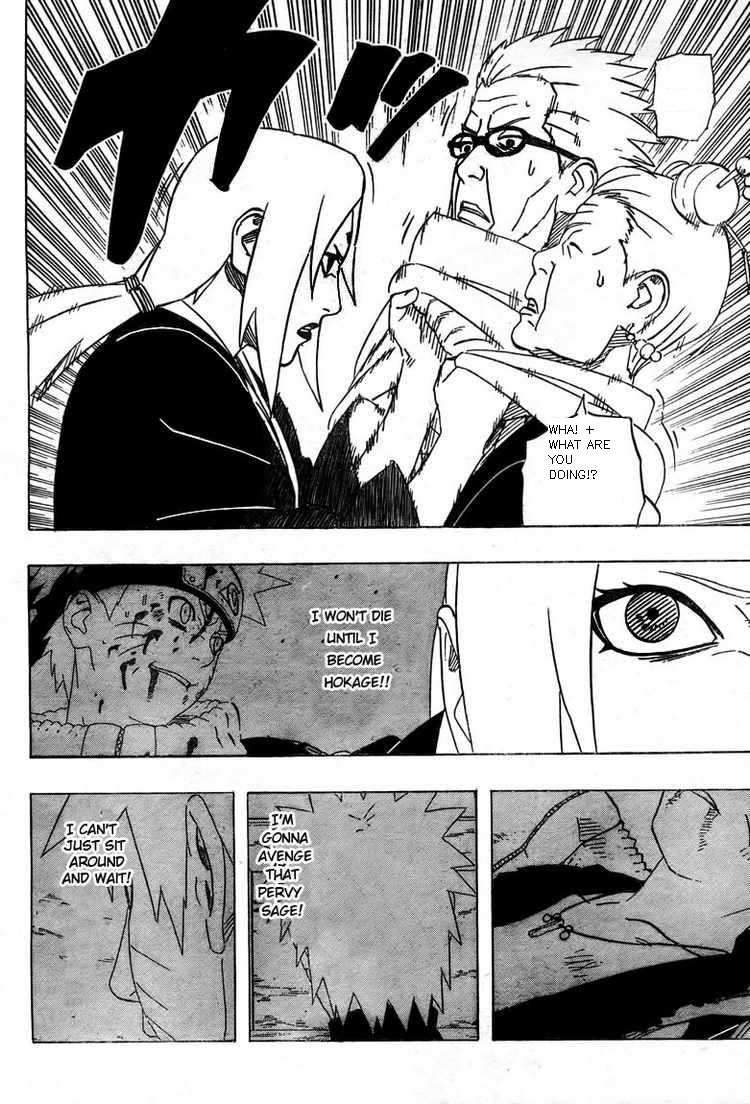 WHA! +
WHAT ARE
YOU
DOING!?
I WON'T DIE
UNTIL I
BECOME
HOKAGE!!
I'M
GONNA
AVENGE
THAT
PERVY
SAGE!
I CAN'T
JUST SIT
AROUND
AND WAIT!